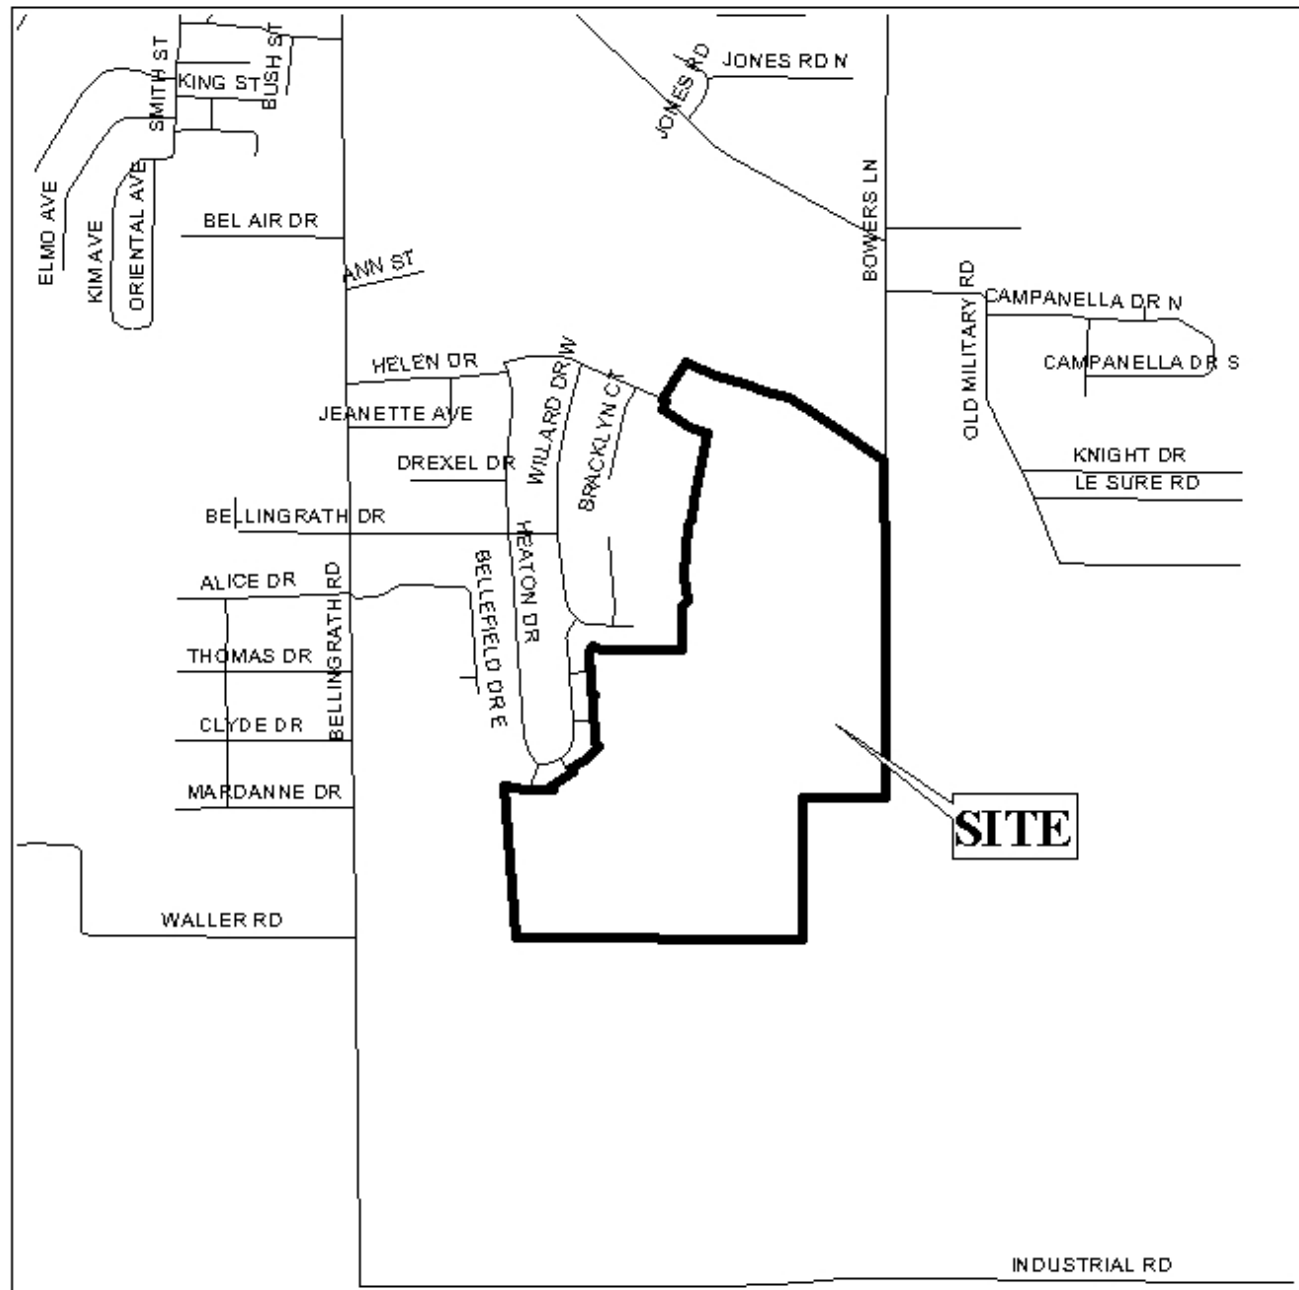 SMITH ST
BUSH ST
KING ST
JONES RD
JONES RD N
ELMO AVE
KIM AVE
ORIENTAL AVE
BEL AIR DR
BOWERS LN
ANN ST
OLD MILITARY RD
CAMPANELLA DR N
CAMPANELLA DR S
HELEN DR
WILLARD DR W
BRACKLYN CT
JEANETTE AVE
DREXEL DR
KNIGHT DR
LE SURE RD
BELLINGRATH DR
HEATON DR
BELLEFIELD DR E
ALICE DR
BELLINGRATH RD
THOMAS DR
CLYDE DR
MARDANNE DR
SITE
WALLER RD
INDUSTRIAL RD